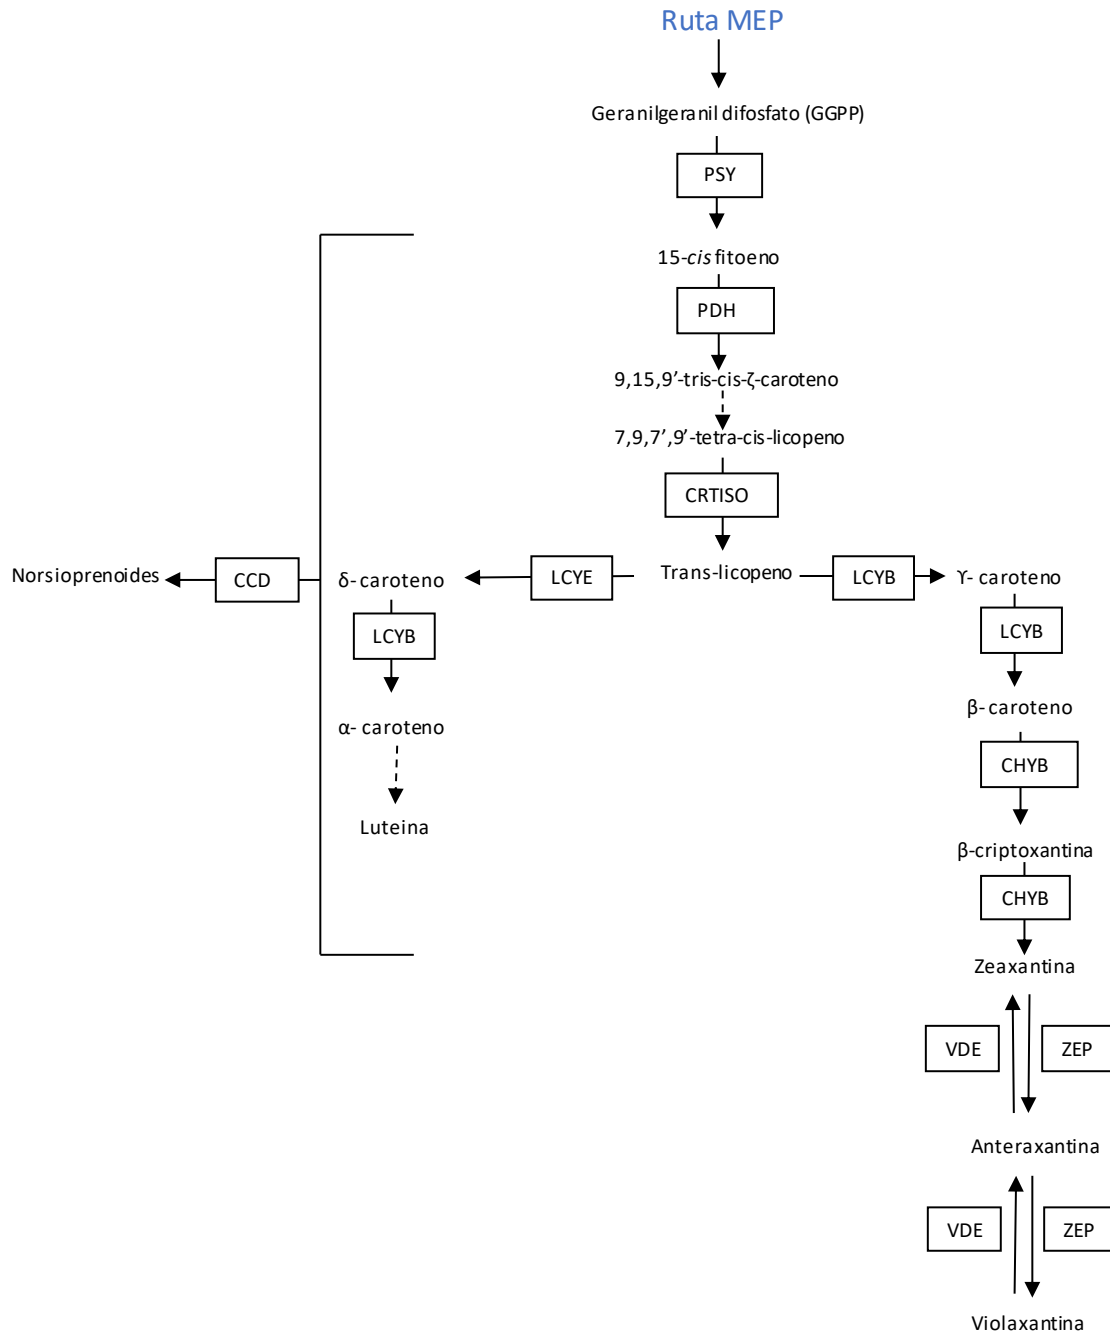 Ruta MEP
Geranilgeranil difosfato (GGPP)
PSY
15-cis fitoeno
PDH
9,15,9’-tris-cis-ζ-caroteno
7,9,7’,9’-tetra-cis-licopeno
CRTISO
Norsioprenoides
CCD
δ- caroteno
LCYE
Trans-licopeno
LCYB
ϒ- caroteno
LCYB
LCYB
α- caroteno
β- caroteno
CHYB
Luteina
β-criptoxantina
CHYB
Zeaxantina
VDE
ZEP
Anteraxantina
VDE
ZEP
Violaxantina